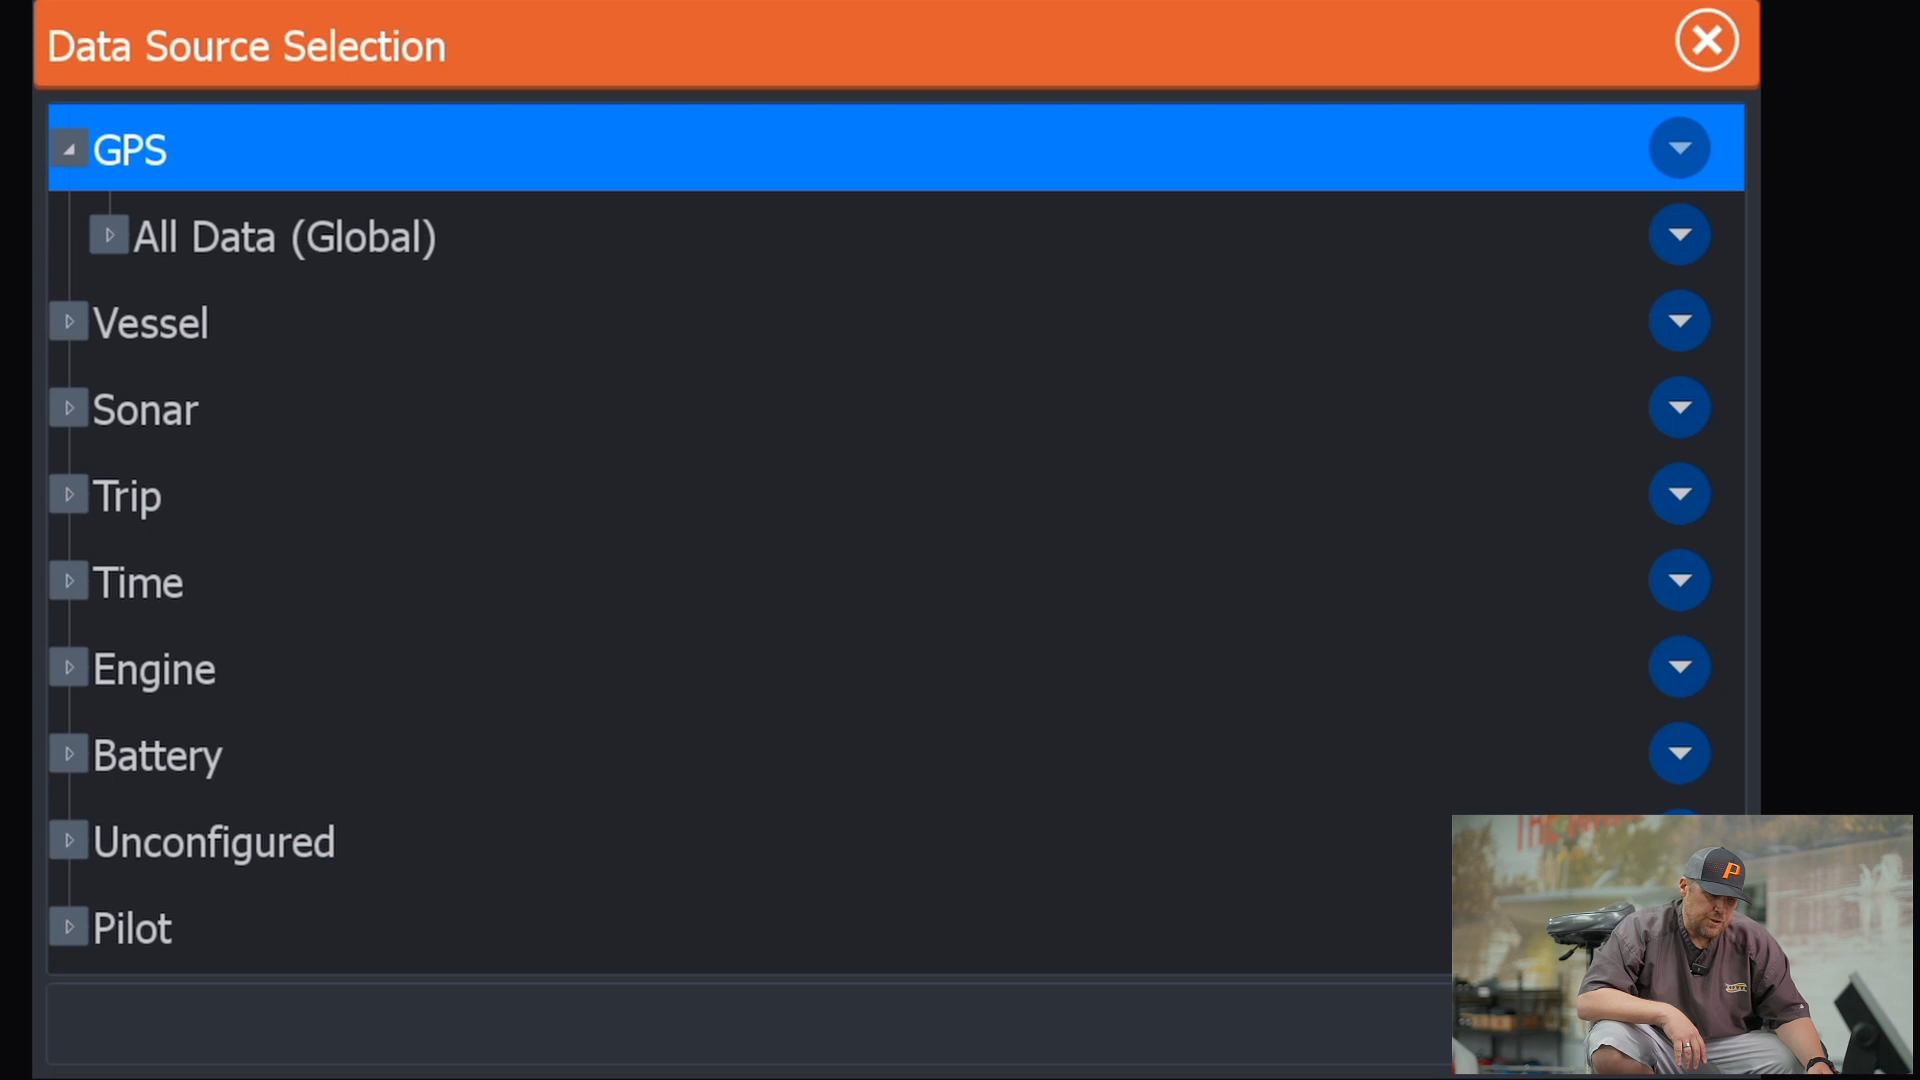 Data Source Selection
GPS
All Data (Global)
Vessel
Sonar
Trip
Time
Engine
Battery
Unconfigured
Pilot
P